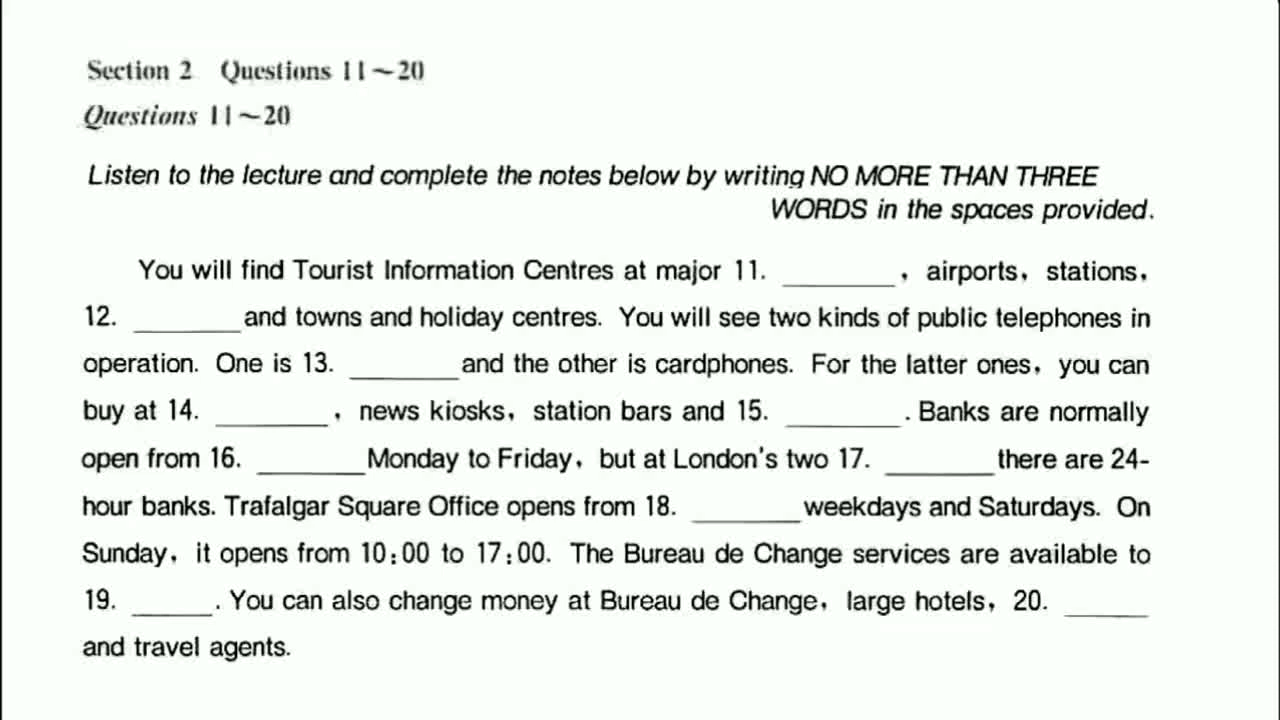 Section 2 Questions 11~20
Questions 11~20
Listen to the lecture and complete the notes below by writing NO MORE THAN THREE
WORDS in the spaces provided.
You will find Tourist Information Centres at major 11. ________, airports, stations,
12. ________ and towns and holiday centres. You will see two kinds of public telephones in
operation. One is 13. ________ and the other is cardphones. For the latter ones, you can
buy at 14. ________, news kiosks, station bars and 15. ________. Banks are normally
open from 16. ________ Monday to Friday, but at London's two 17. ________ there are 24-
hour banks. Trafalgar Square Office opens from 18. ________ weekdays and Saturdays. On
Sunday, it opens from 10:00 to 17:00. The Bureau de Change services are available to
19. ______. You can also change money at Bureau de Change, large hotels, 20. ______
and travel agents.